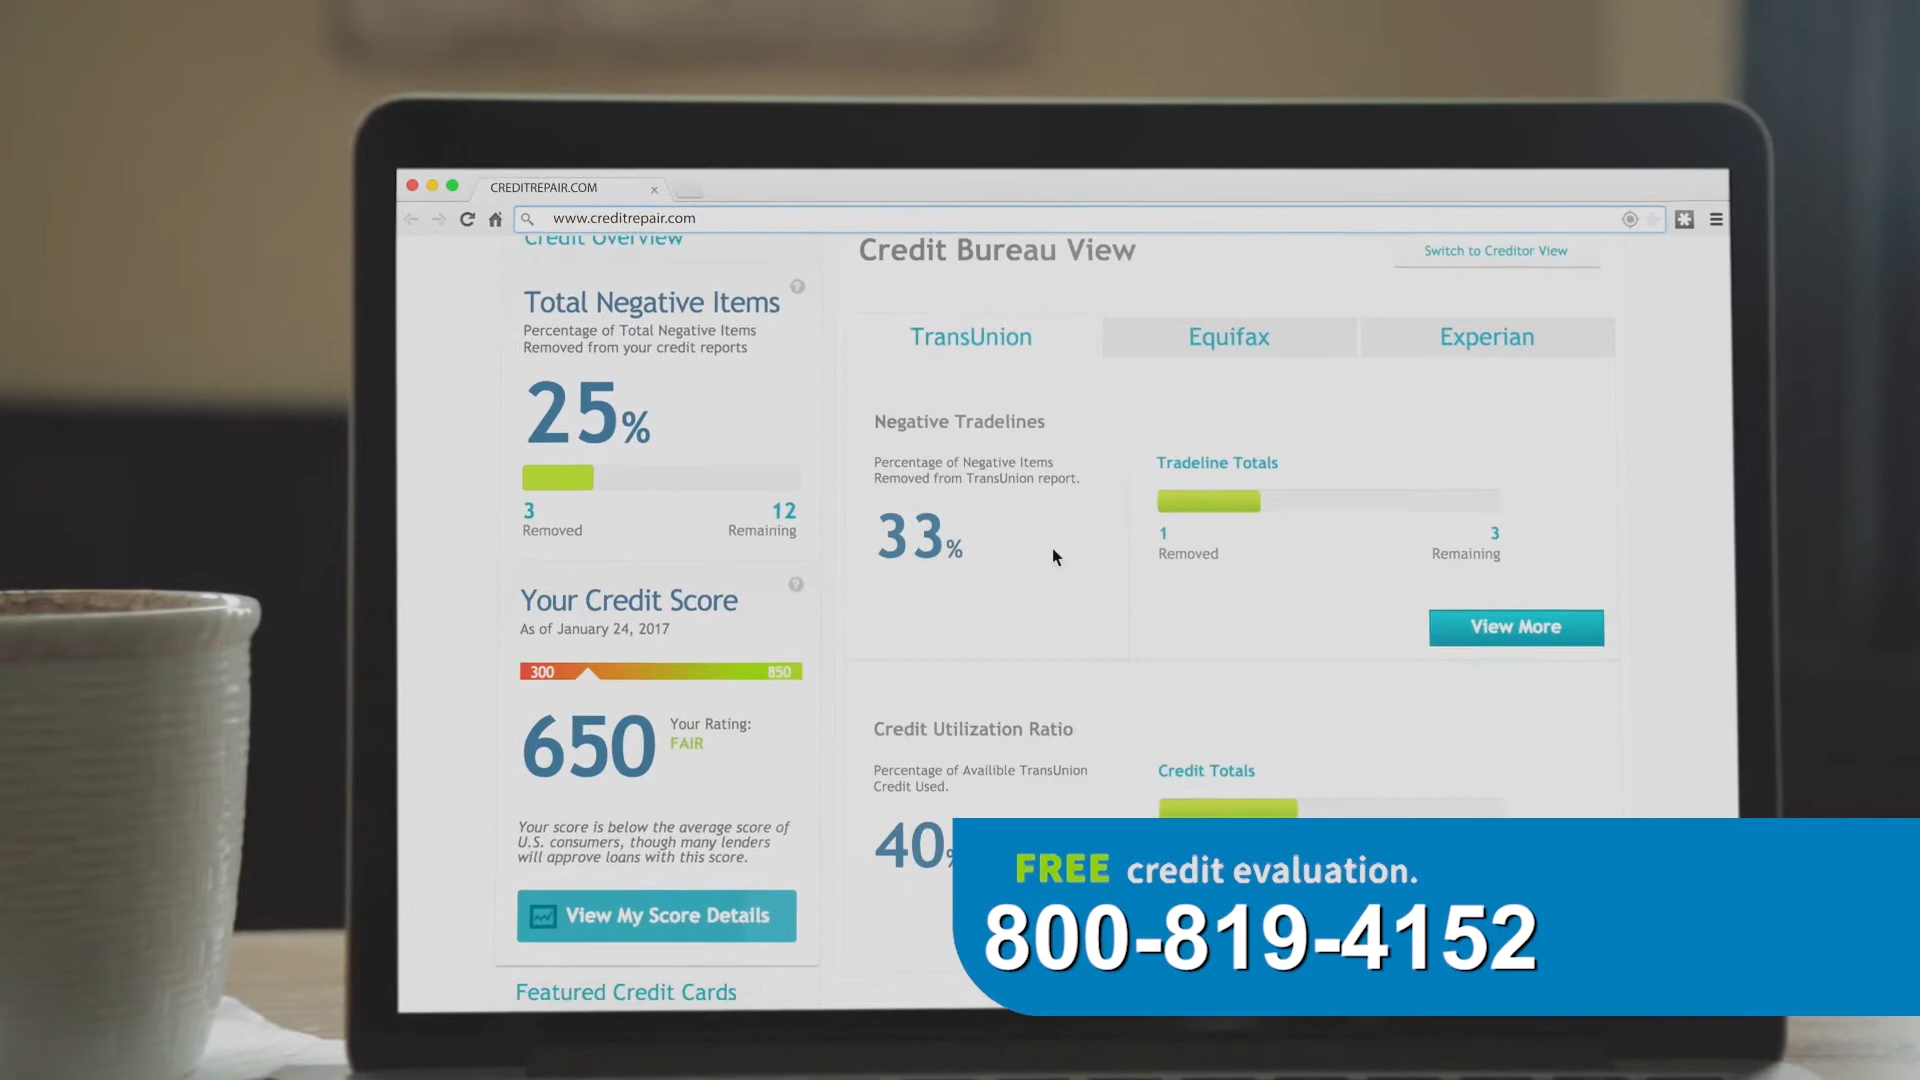 CREDITREPAIR.COM
www.creditrepair.com
Credit Overview
Total Negative Items
Percentage of Total Negative Items
Removed from your credit reports
25%
3
12
Removed
Remaining
Your Credit Score
As of January 24, 2017
300
850
650
Your Rating:
FAIR
Your score is below the average score of
U.S. consumers, though many lenders
will approve loans with this score.
View My Score Details
Featured Credit Cards
Credit Bureau View
Switch to Creditor View
TransUnion
Equifax
Experian
Negative Tradelines
Percentage of Negative Items
Removed from TransUnion report.
33%
Tradeline Totals
1
3
Removed
Remaining
View More
Credit Utilization Ratio
Percentage of Availible TransUnion
Credit Used.
40%
Credit Totals
FREE credit evaluation.
800-819-4152